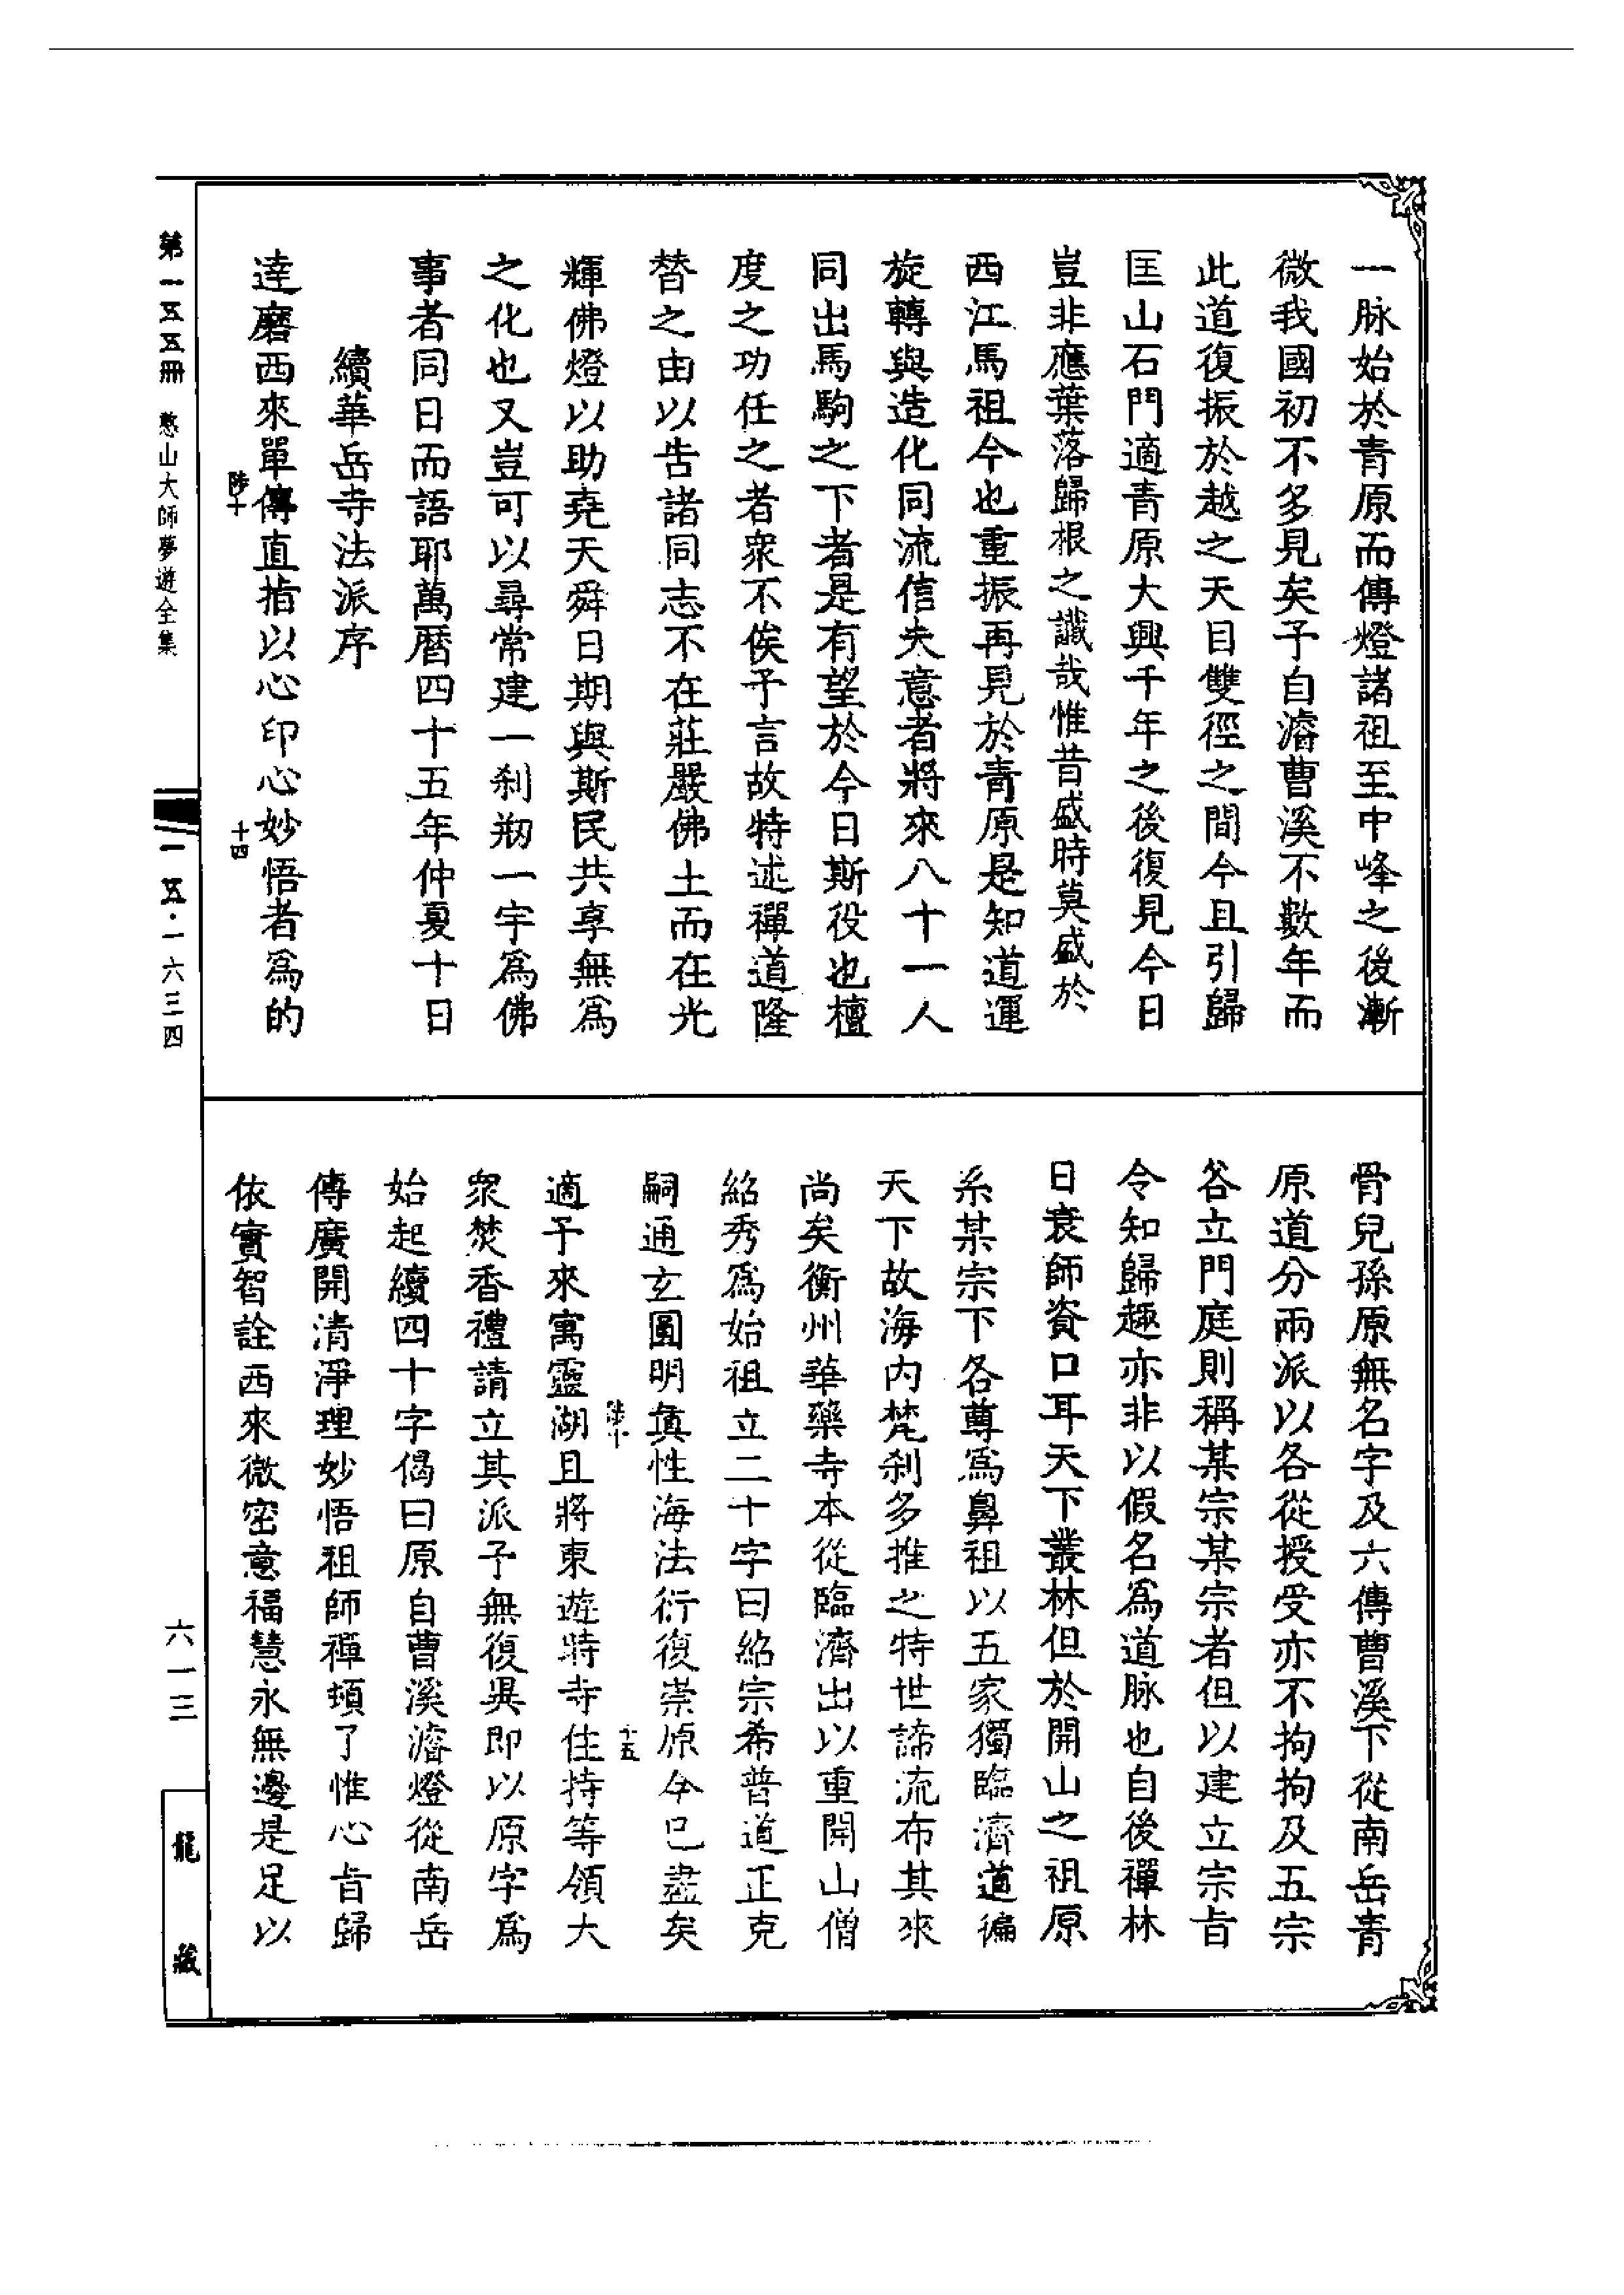 一脉始於青原而傳燈諸祖至中峰之後漸
微我國初不多見矣予自濬曹溪不數年而
此道復振於越之天目雙徑之間今且引歸
匡山石門適青原大興千年之後復見今日
豈非應葉落歸根之讖哉惟昔盛時莫盛於
西江馬祖今也重振再見於青原是知道運
旋轉與造化同流信夫意者將來八十一人
同出馬駒之下者是有望於今日斯役也檀
度之功任之者衆不俟予言故特述禪道隆
替之由以告諸同志不在莊嚴佛土而在光
輝佛燈以助堯天舜日期與斯民共享無爲
之化也又豈可以尋常建一刹剏一宇爲佛
事者同日而語耶萬曆四十五年仲夏十日
續華岳寺法派序
達磨西來單傳直指以心印心妙悟者爲的
陟十
十四
骨兒孫原無名字及六傳曹溪下從南岳青
原道分兩派以各從授受亦不拘拘及五宗
各立門庭則稱某宗某宗者但以建立宗旨
令知歸趣亦非以假名爲道脉也自後禪林
日衰師資口耳天下叢林但於開山之祖原
系某宗下各尊爲鼻祖以五家獨臨濟道徧
天下故海内梵刹多推之特世諦流布其來
尚矣衡州華藥寺本從臨濟出以重開山僧
紹秀爲始祖立二十字曰紹宗希普道正克
嗣通玄圓明眞性海法衍復崇原今已盡矣
陟十
十五
適予來寓靈湖且將東遊時寺住持等領大
衆焚香禮請立其派予無復異即以原字爲
始起續四十字偈曰原自曹溪濬燈從南岳
傳廣開清淨理妙悟祖師禪頓了惟心旨歸
依實智詮西來微密意福慧永無邊是足以
第一五五冊 憨山大師夢遊全集
一五·一六三四
六一三
龍藏